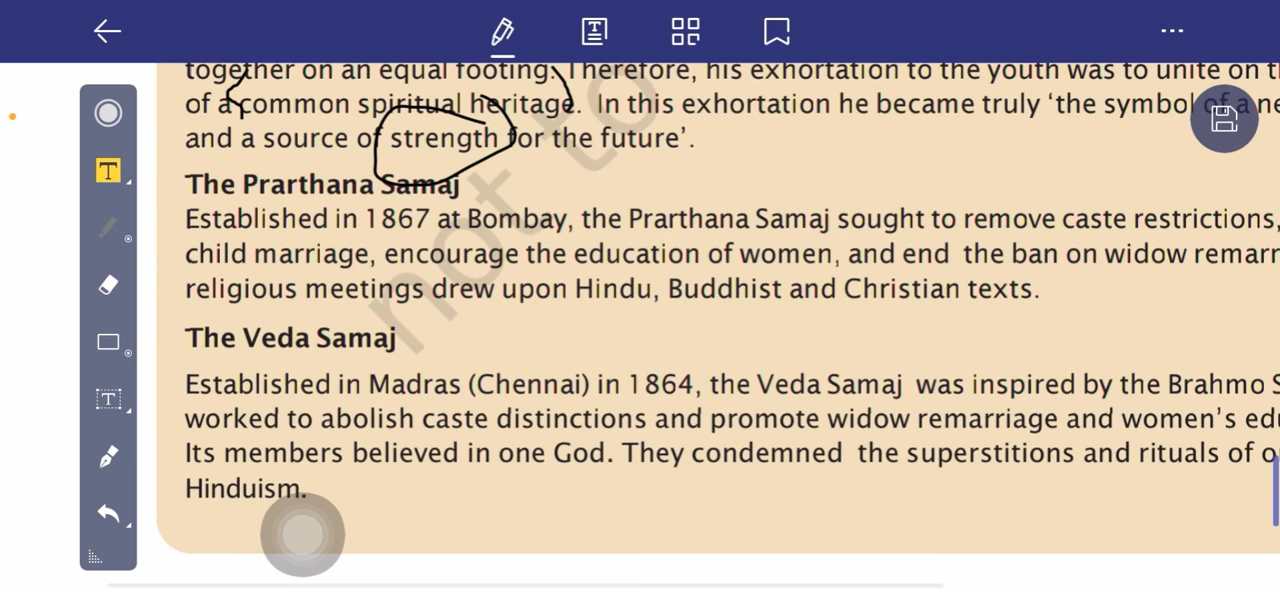 together on an equal footing. Therefore, his exhortation to the youth was to unite on
of a common spiritual heritage. In this exhortation he became truly ‘the symbol of a
and a source of strength for the future’.
The Prarthana Samaj
Established in 1867 at Bombay, the Prarthana Samaj sought to remove caste restrictions,
child marriage, encourage the education of women, and end the ban on widow
religious meetings drew upon Hindu, Buddhist and Christian texts.
The Veda Samaj
Established in Madras (Chennai) in 1864, the Veda Samaj was inspired by the Brahmo
worked to abolish caste distinctions and promote widow remarriage and women’s
Its members believed in one God. They condemned the superstitions and rituals of
Hinduism.
not to